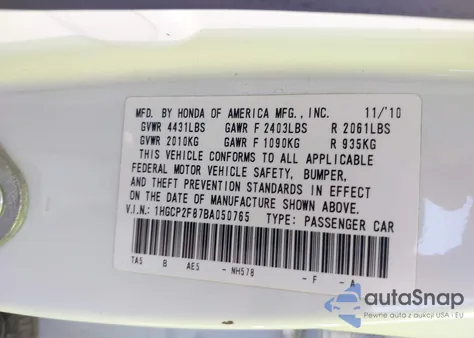 MFD. BY HONDA OF AMERICA MFG., INC. 11/'10
GVWR 4431LBS GAWR F 2403LBS R 2061LBS
GVWR 2010KG GAWR F 1090KG R 935KG
THIS VEHICLE CONFORMS TO ALL APPLICABLE
FEDERAL MOTOR VEHICLE SAFETY, BUMPER,
AND THEFT PREVENTION STANDARDS IN EFFECT
ON THE DATE OF MANUFACTURE SHOWN ABOVE.
V.I.N.: 1HGCP2F87BA050765 TYPE: PASSENGER CAR
TA5 B AE5 - NH578 - F - A
autoSnap
Pewne auta z aukcji USA i EU